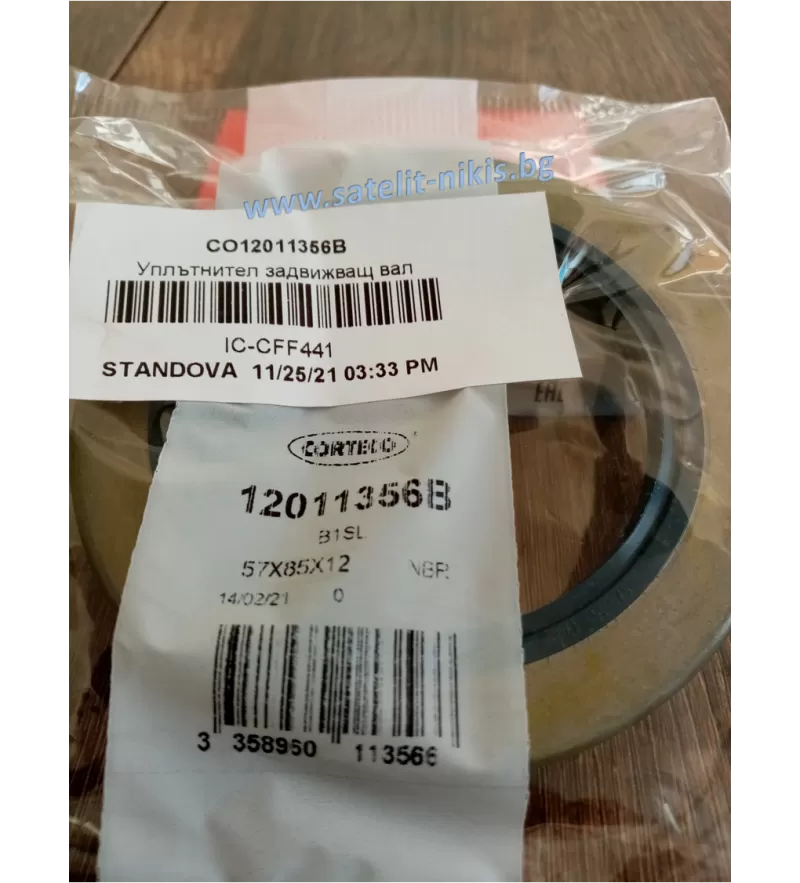 www.satelit-nikis.bg
CO12011356B
Уплътнител задвижващ вал
IC-CFF441
STANDOVA 11/25/21 03:33 PM
EAC
CORTECO
12011356B
B1SL
57X85X12 NBR
14/02/21 0
3 358960 113566